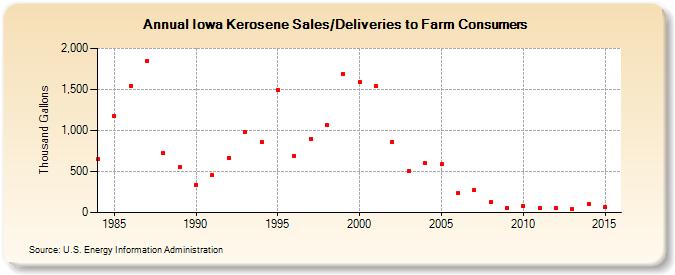 Annual Iowa Kerosene Sales/Deliveries to Farm Consumers
Thousand Gallons
2,000
1,500
1,000
500
0
1985 1990 1995 2000 2005 2010 2015
Source: U.S. Energy Information Administration